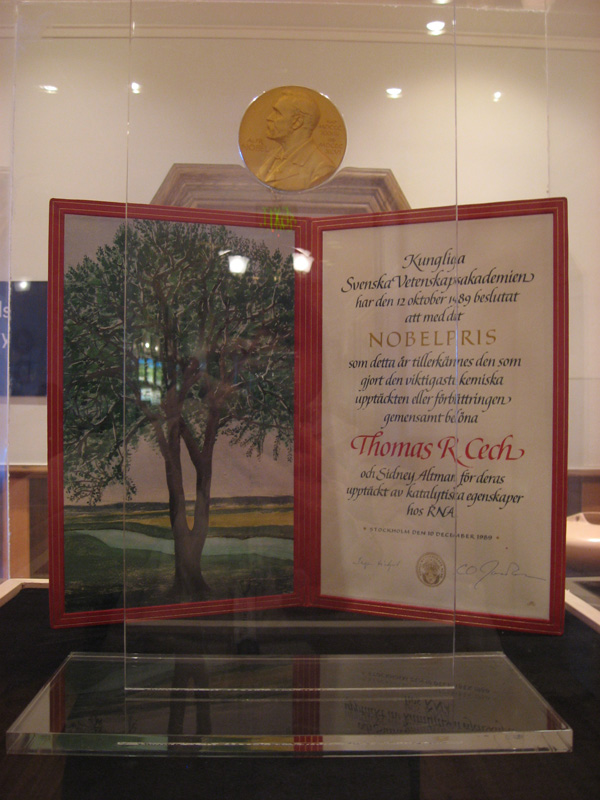 Kungliga
Svenska Vetenskapsakademien
har den 12 oktober 1989 beslutat
att med det
NOBELPRIS
som detta år tillerkännes den som
gjort den viktigaste kemiska
upptäckten eller förbättringen
gemensamt belöna
Thomas R Cech
och Sidney Altman för deras
upptäckt av katalytiska egenskaper
hos RNA
STOCKHOLM DEN 10 DECEMBER 1989